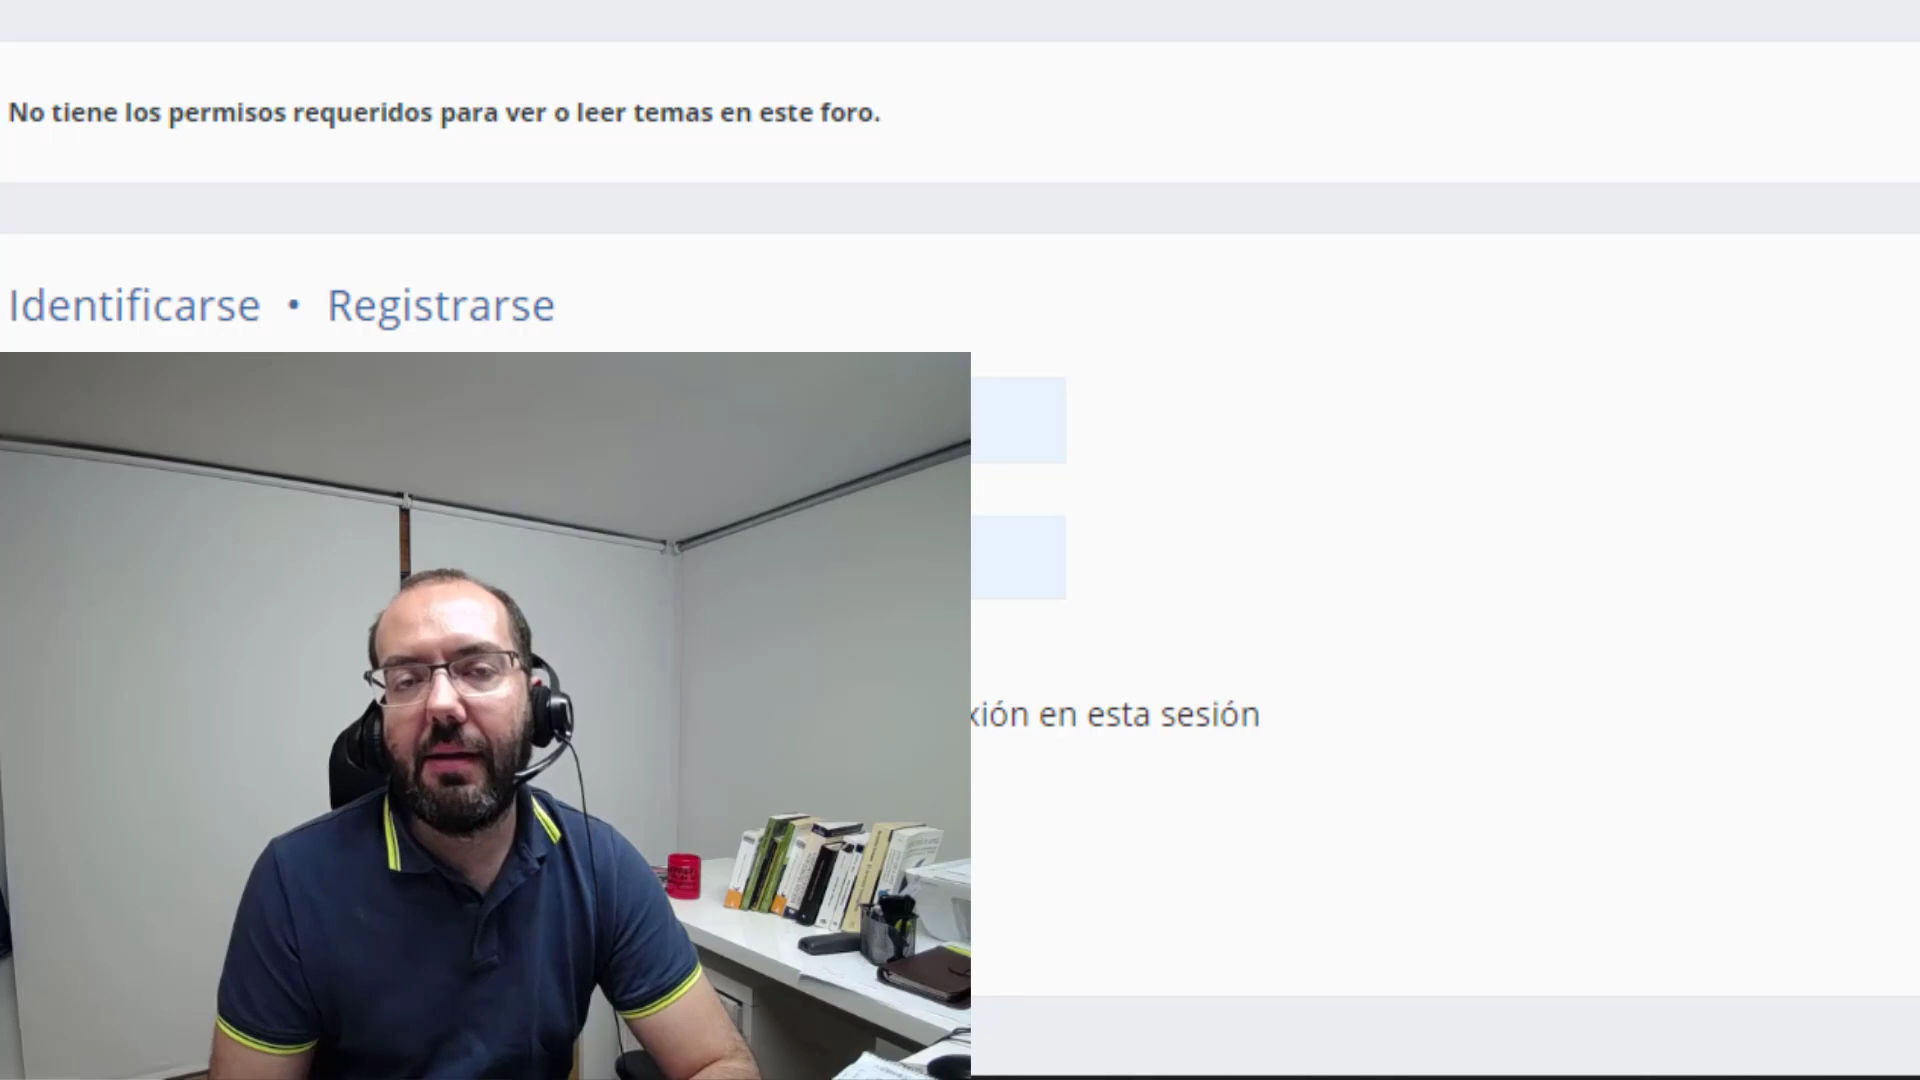 No tiene los permisos requeridos para ver o leer temas en este foro.
Identificarse • Registrarse
xión en esta sesión